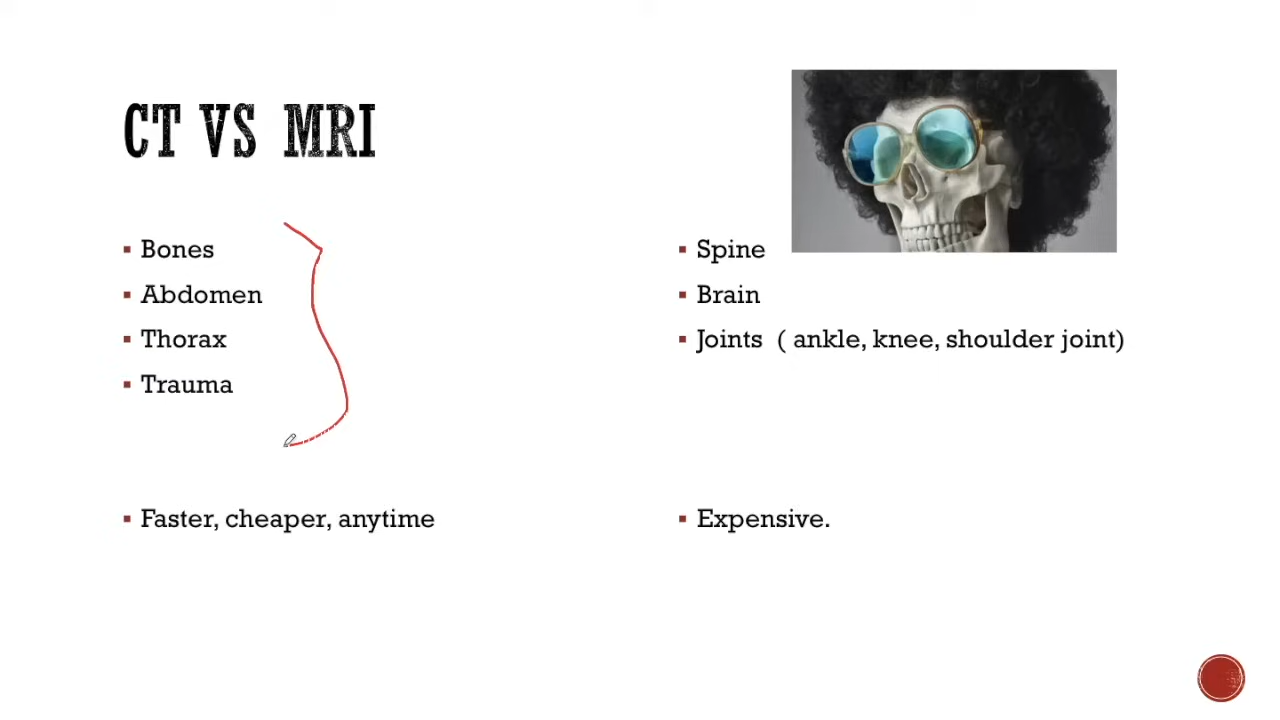 CT VS MRI
Bones
Abdomen
Thorax
Trauma
Faster, cheaper, anytime
Spine
Brain
Joints  ( ankle, knee, shoulder joint)
Expensive.